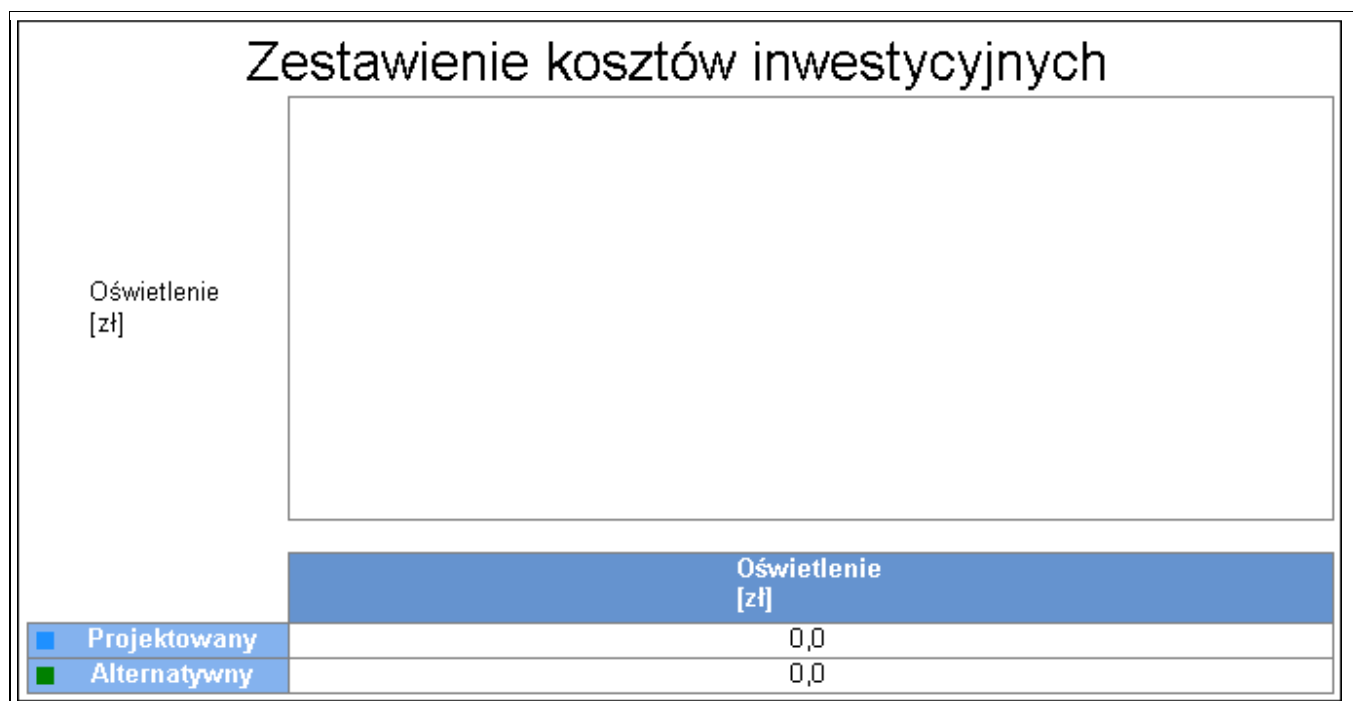 Zestawienie kosztów inwestycyjnych
Oświetlenie
[zł]
Oświetlenie
[zł]
Projektowany 0,0
Alternatywny 0,0